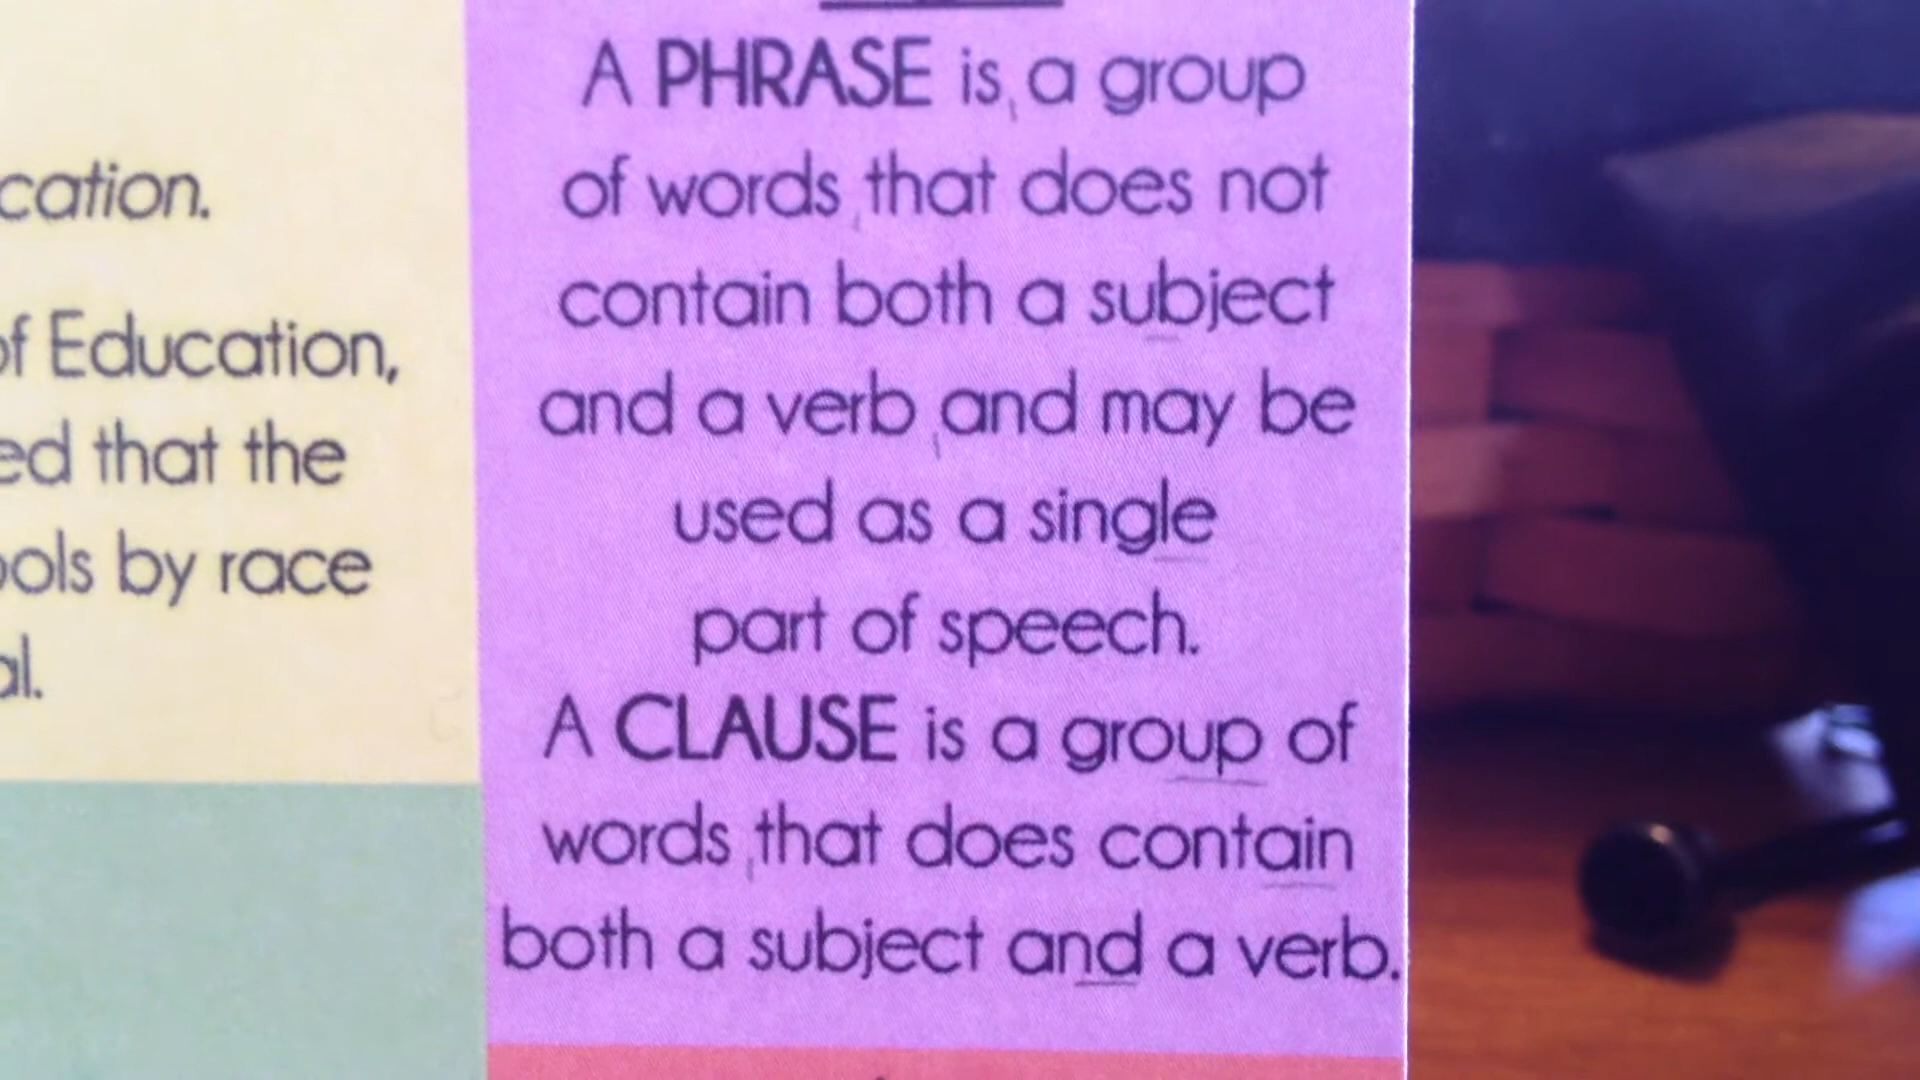 cation.
of Education,
ed that the
ools by race
al.
A PHRASE is a group
of words that does not
contain both a subject
and a verb and may be
used as a single
part of speech.
A CLAUSE is a group of
words that does contain
both a subject and a verb.